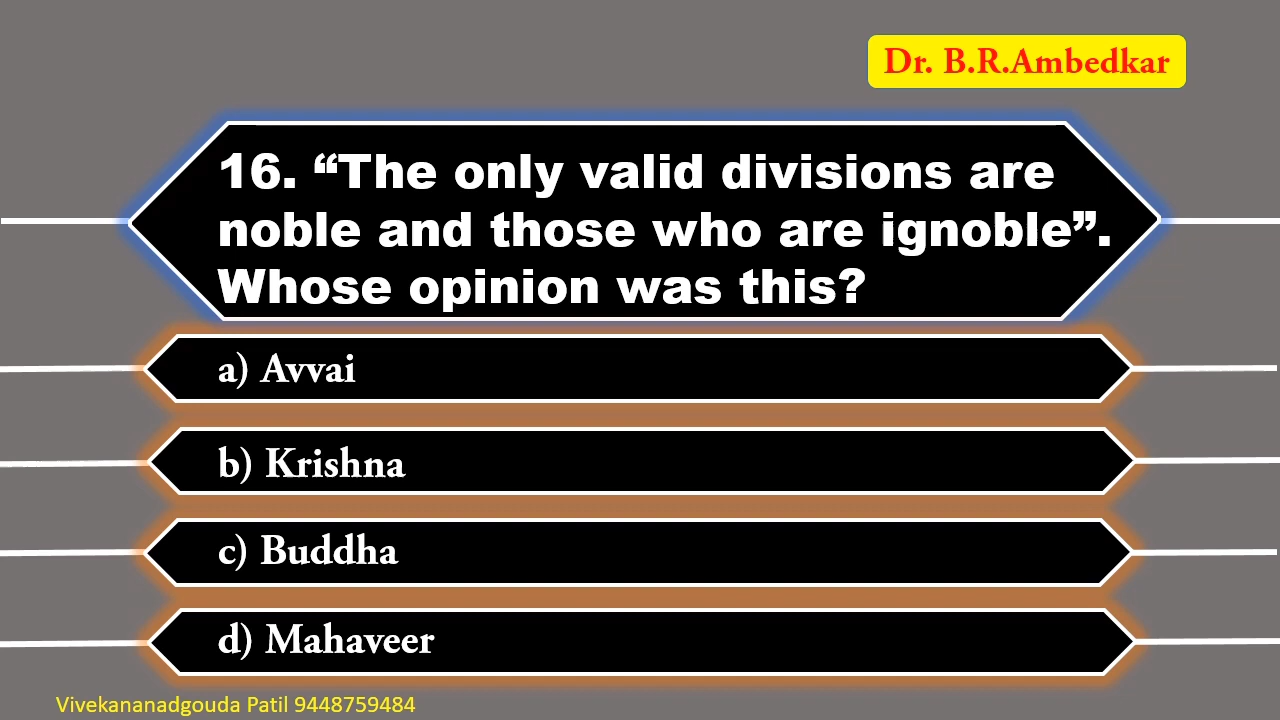 Dr. B.R.Ambedkar
16. “The only valid divisions are
noble and those who are ignoble”.
Whose opinion was this?
a) Avvai
b) Krishna
c) Buddha
d) Mahaveer
Vivekananadgouda Patil 9448759484